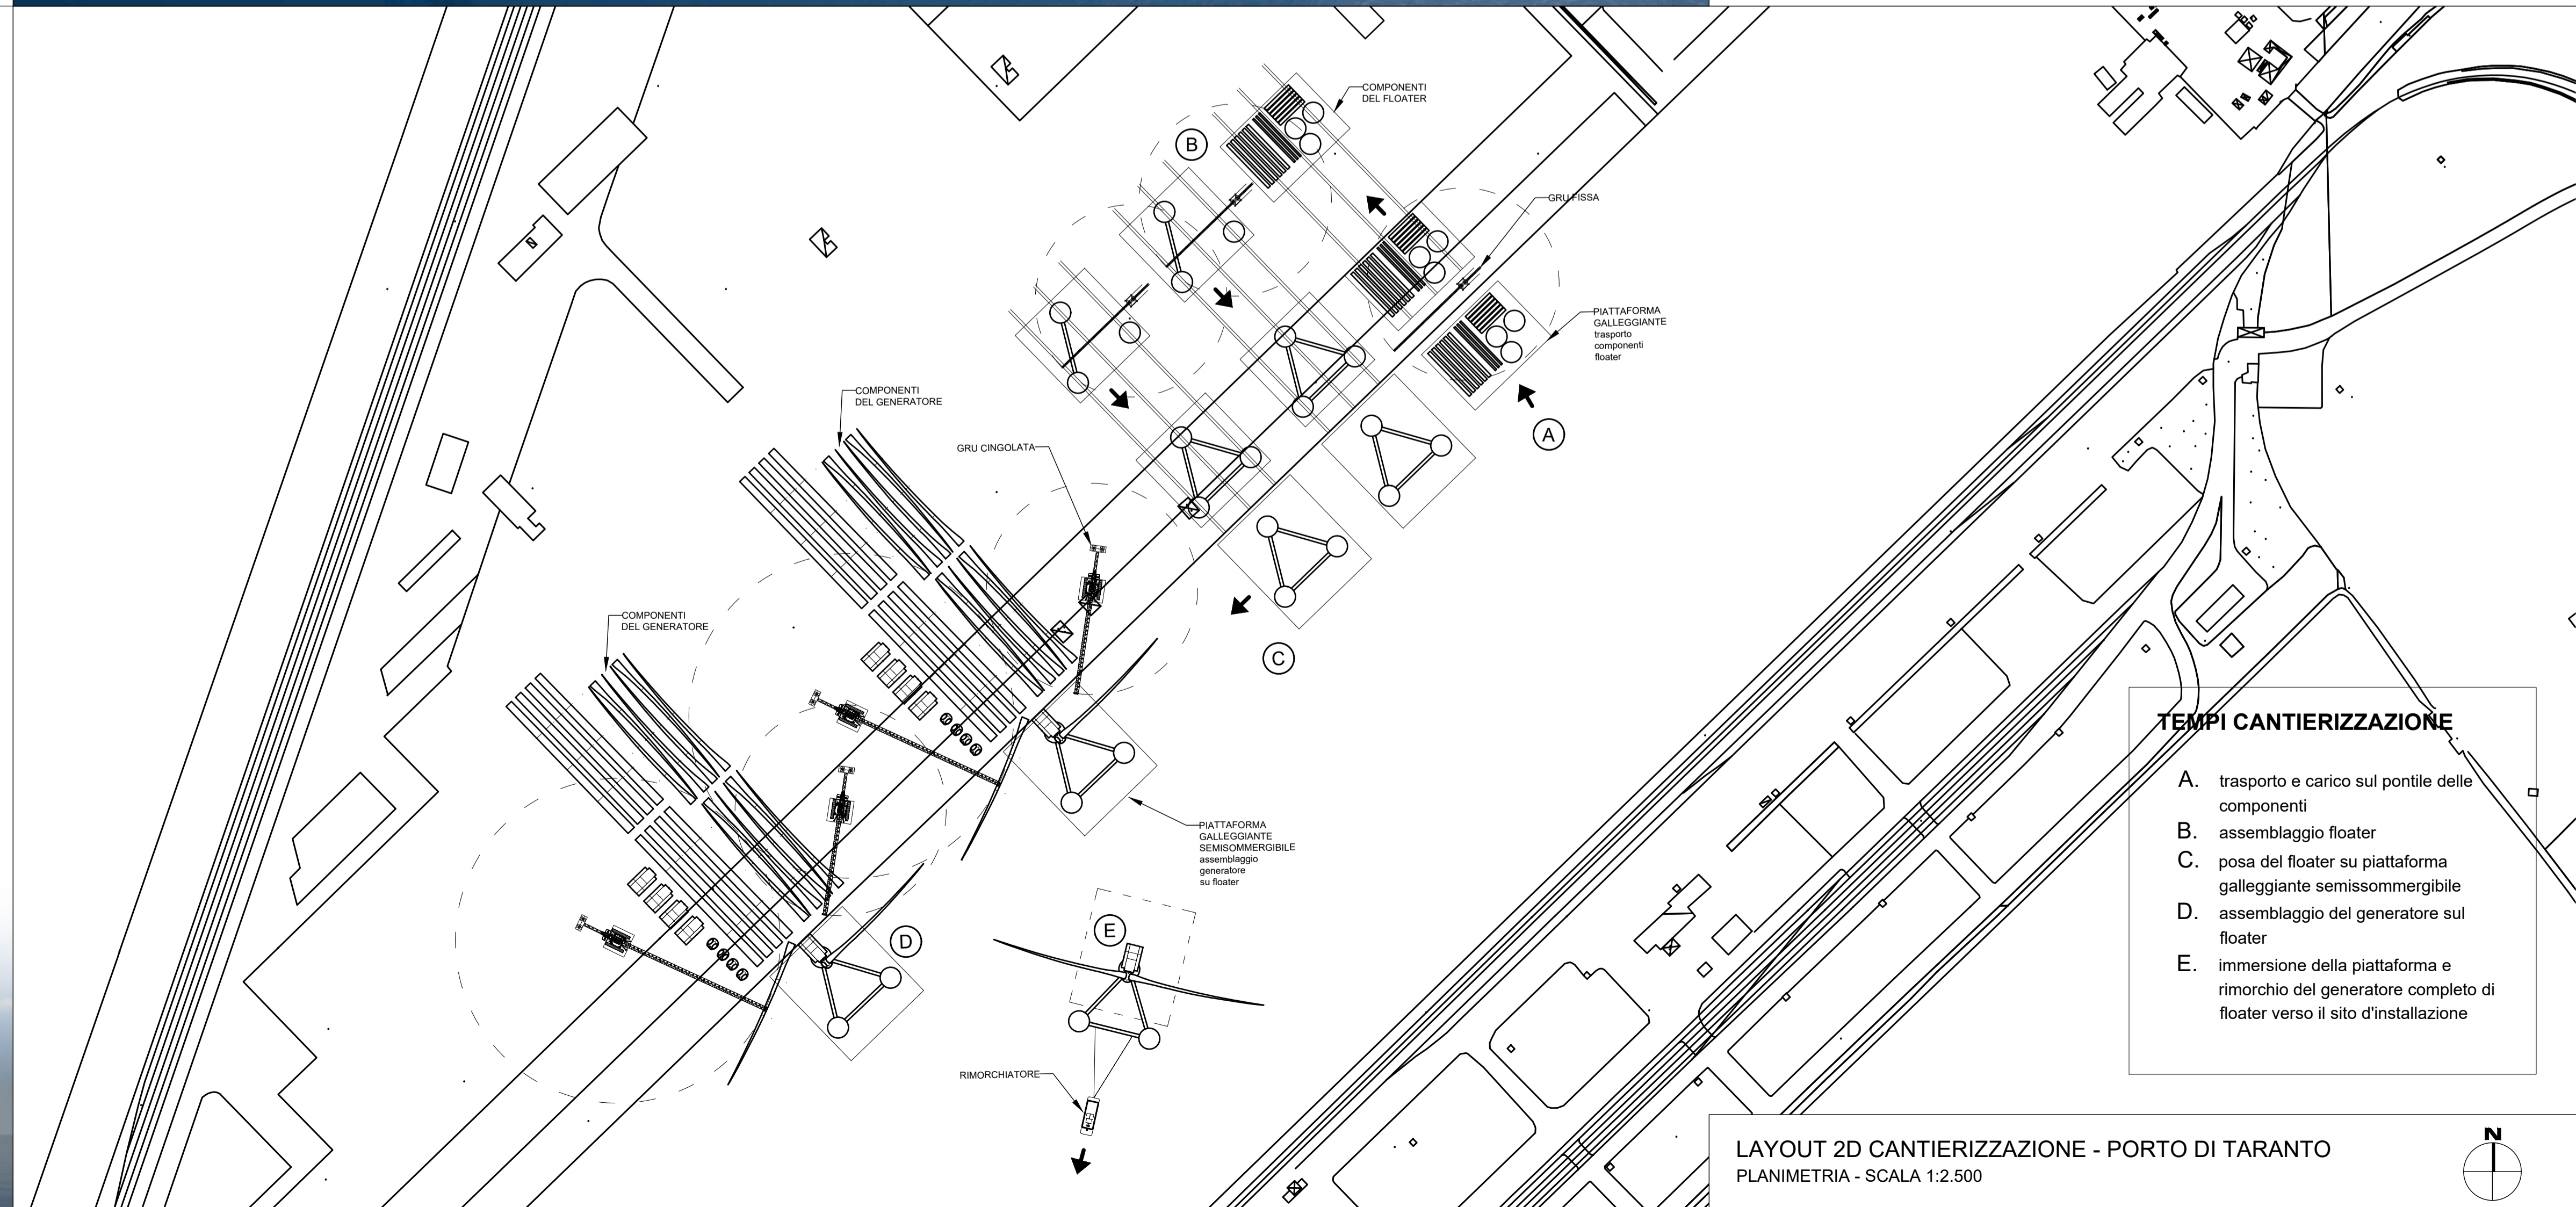 COMPONENTI
DEL FLOATER
B
GRU FISSA
PIATTAFORMA
GALLEGGIANTE
trasporto
componenti
floater
A
COMPONENTI
DEL GENERATORE
GRU CINGOLATA
C
COMPONENTI
DEL GENERATORE
PIATTAFORMA
GALLEGGIANTE
SEMISOMMERGIBILE
assemblaggio
generatore
su floater
D
E
RIMORCHIATORE
TEMPI CANTIERIZZAZIONE
A. trasporto e carico sul pontile delle
componenti
B. assemblaggio floater
C. posa del floater su piattaforma
galleggiante semissommergibile
D. assemblaggio del generatore sul
floater
E. immersione della piattaforma e
rimorchio del generatore completo di
floater verso il sito d'installazione
LAYOUT 2D CANTIERIZZAZIONE - PORTO DI TARANTO
PLANIMETRIA - SCALA 1:2.500
N